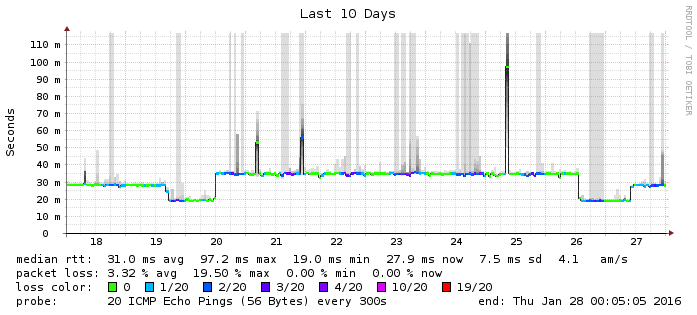 Last 10 Days
RRDTOOL / TOBI OETIKER
Seconds
110 m
100 m
90 m
80 m
70 m
60 m
50 m
40 m
30 m
20 m
10 m
0
18 19 20 21 22 23 24 25 26 27
median rtt: 31.0 ms avg 97.2 ms max 19.0 ms min 27.9 ms now 7.5 ms sd 4.1 am/s
packet loss: 3.32 % avg 19.50 % max 0.00 % min 0.00 % now
loss color: 0 1/20 2/20 3/20 4/20 10/20 19/20
probe: 20 ICMP Echo Pings (56 Bytes) every 300s end: Thu Jan 28 00:05:05 2016